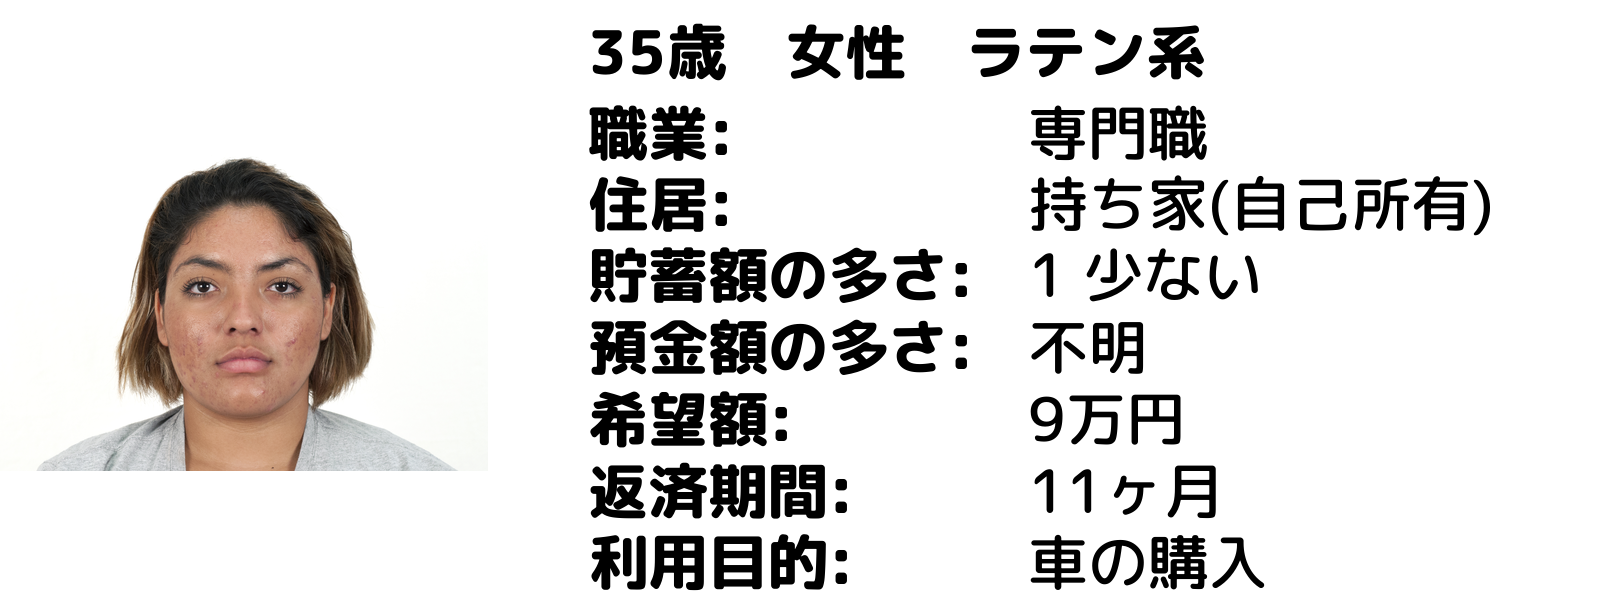 35歳　女性　ラテン系
職業: 専門職
住居: 持ち家(自己所有)
貯蓄額の多さ: 1 少ない
預金額の多さ: 不明
希望額: 9万円
返済期間: 11ヶ月
利用目的: 車の購入